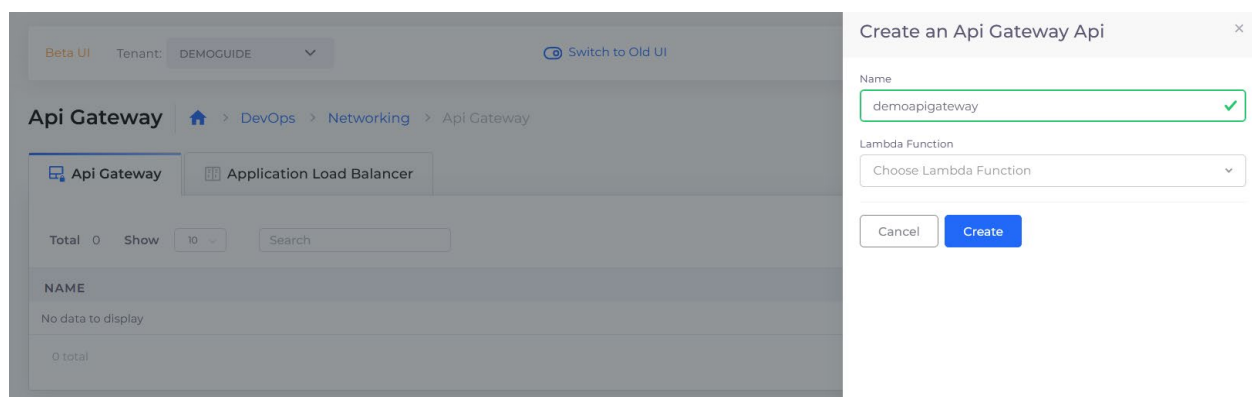 Beta UI Tenant: DEMOGUIDE Switch to Old UI
Api Gateway > DevOps > Networking > Api Gateway
Api Gateway Application Load Balancer
Total 0 Show 10 Search
NAME
No data to display
0 total
Create an Api Gateway Api ×
Name
demoapigateway
Lambda Function
Choose Lambda Function
Cancel Create